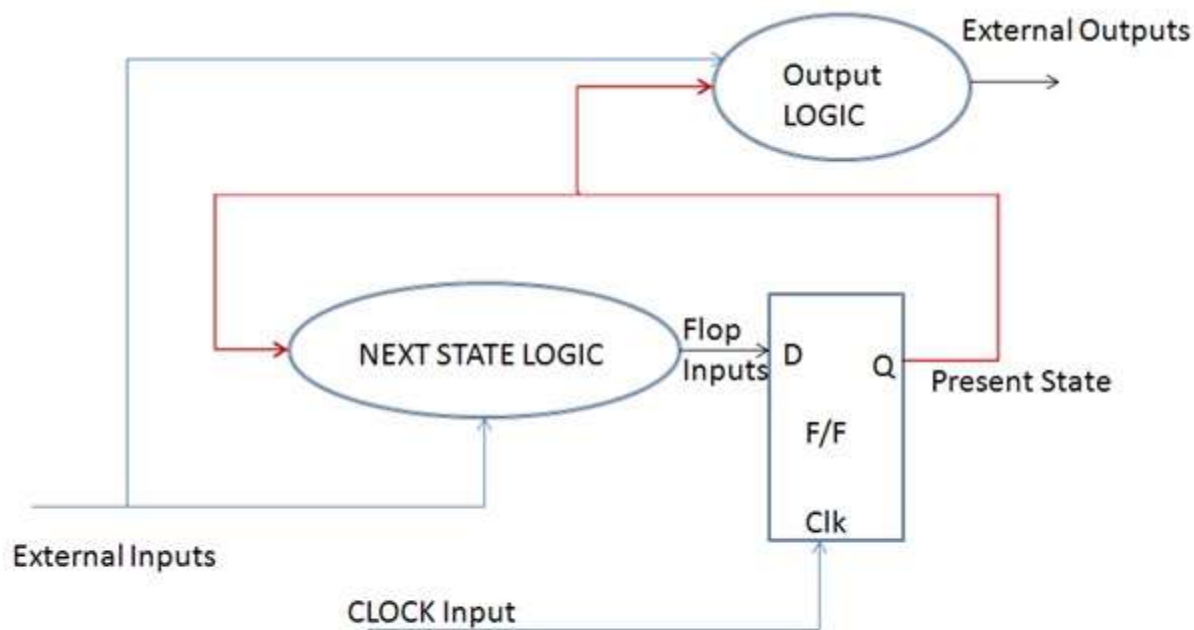 External Outputs
Output
LOGIC
NEXT STATE LOGIC
Flop
Inputs
D
Q
Present State
F/F
Clk
External Inputs
CLOCK Input